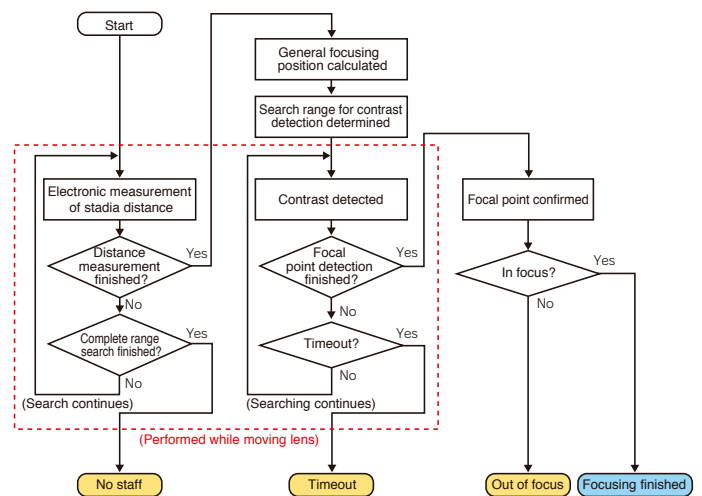 Start
General focusing
position calculated
Search range for contrast
detection determined
Electronic measurement
of stadia distance
Contrast detected
Focal point confirmed
Distance
measurement
finished?
Yes
No
Focal
point detection
finished?
Yes
No
In focus?
Yes
No
Complete range
search finished?
Yes
No
(Search continues)
Timeout?
Yes
No
(Searching continues)
(Performed while moving lens)
No staff
Timeout
Out of focus
Focusing finished